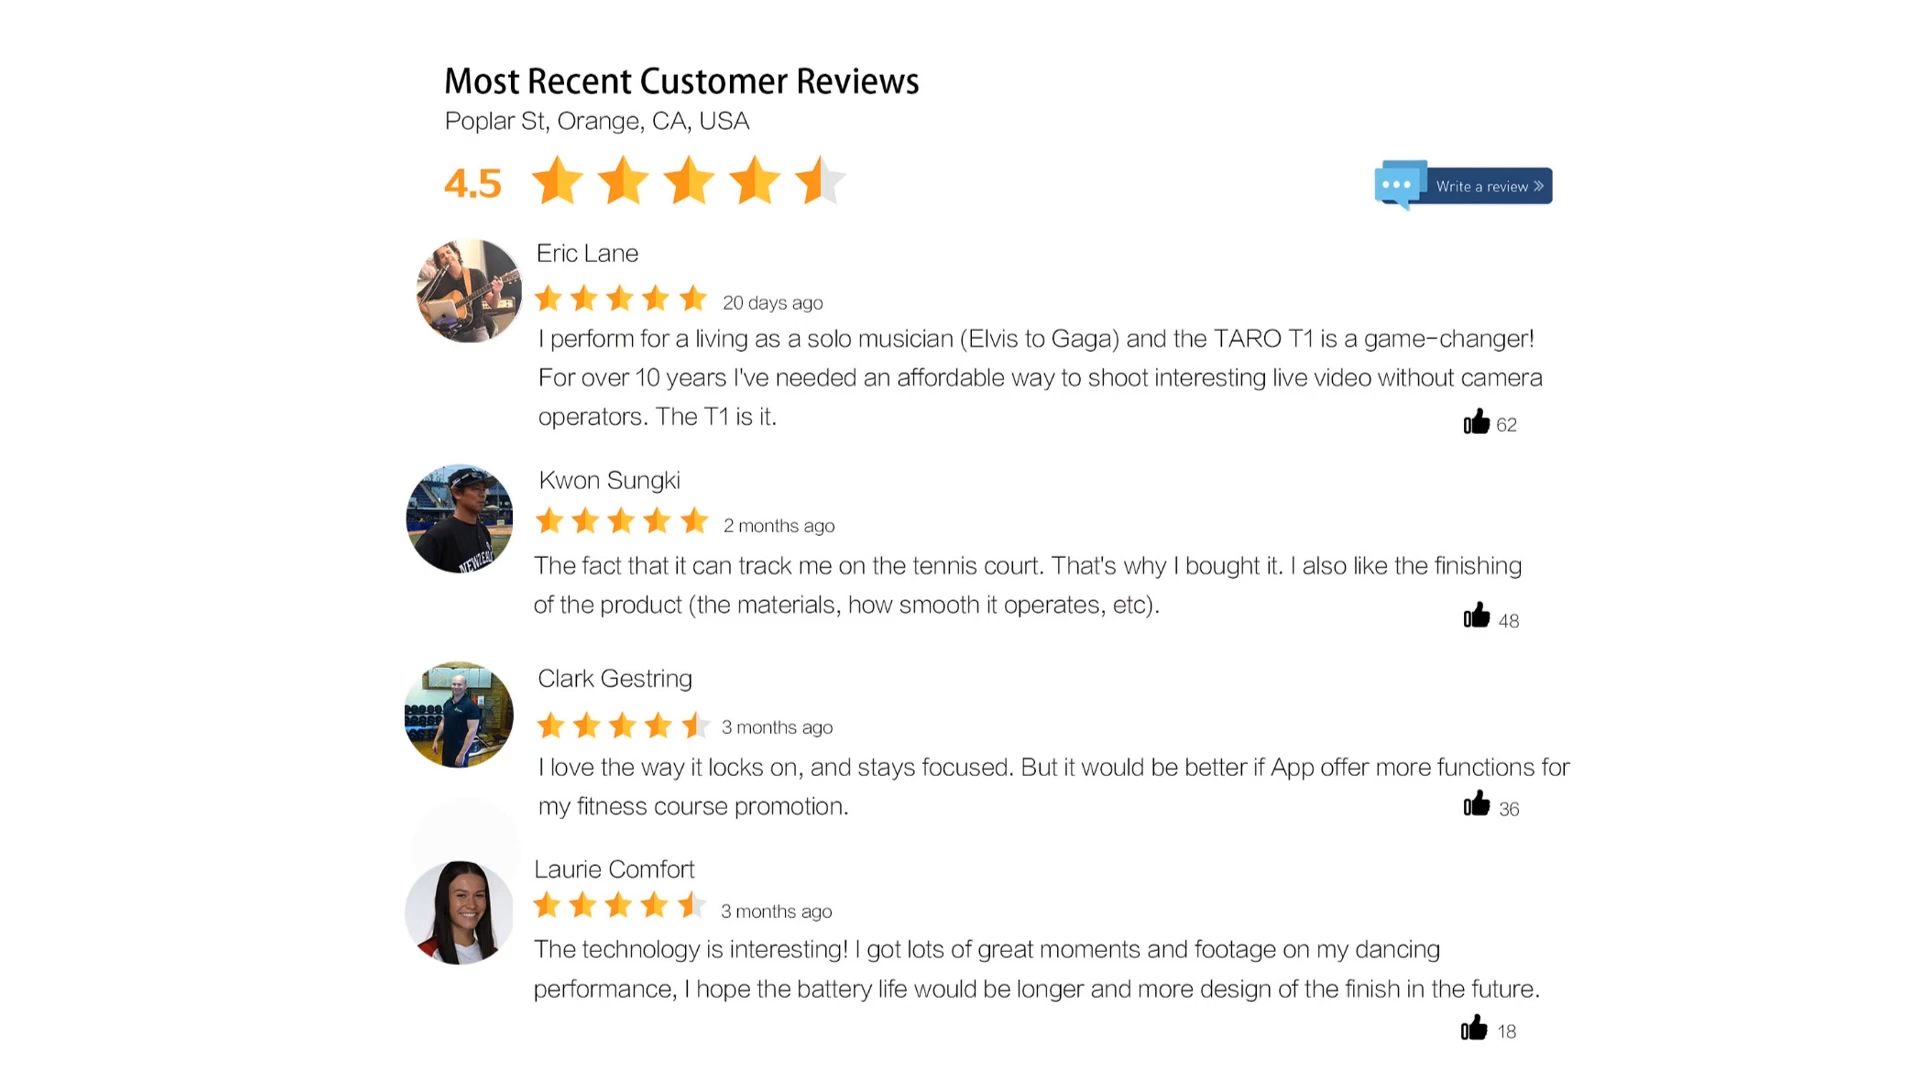 Most Recent Customer Reviews
Poplar St, Orange, CA, USA
4.5
Write a review »
Eric Lane
20 days ago
I perform for a living as a solo musician (Elvis to Gaga) and the TARO T1 is a game-changer!
For over 10 years I've needed an affordable way to shoot interesting live video without camera
operators. The T1 is it.
62
Kwon Sungki
2 months ago
The fact that it can track me on the tennis court. That's why I bought it. I also like the finishing
of the product (the materials, how smooth it operates, etc).
48
Clark Gestring
3 months ago
I love the way it locks on, and stays focused. But it would be better if App offer more functions for
my fitness course promotion.
36
Laurie Comfort
3 months ago
The technology is interesting! I got lots of great moments and footage on my dancing
performance, I hope the battery life would be longer and more design of the finish in the future.
18